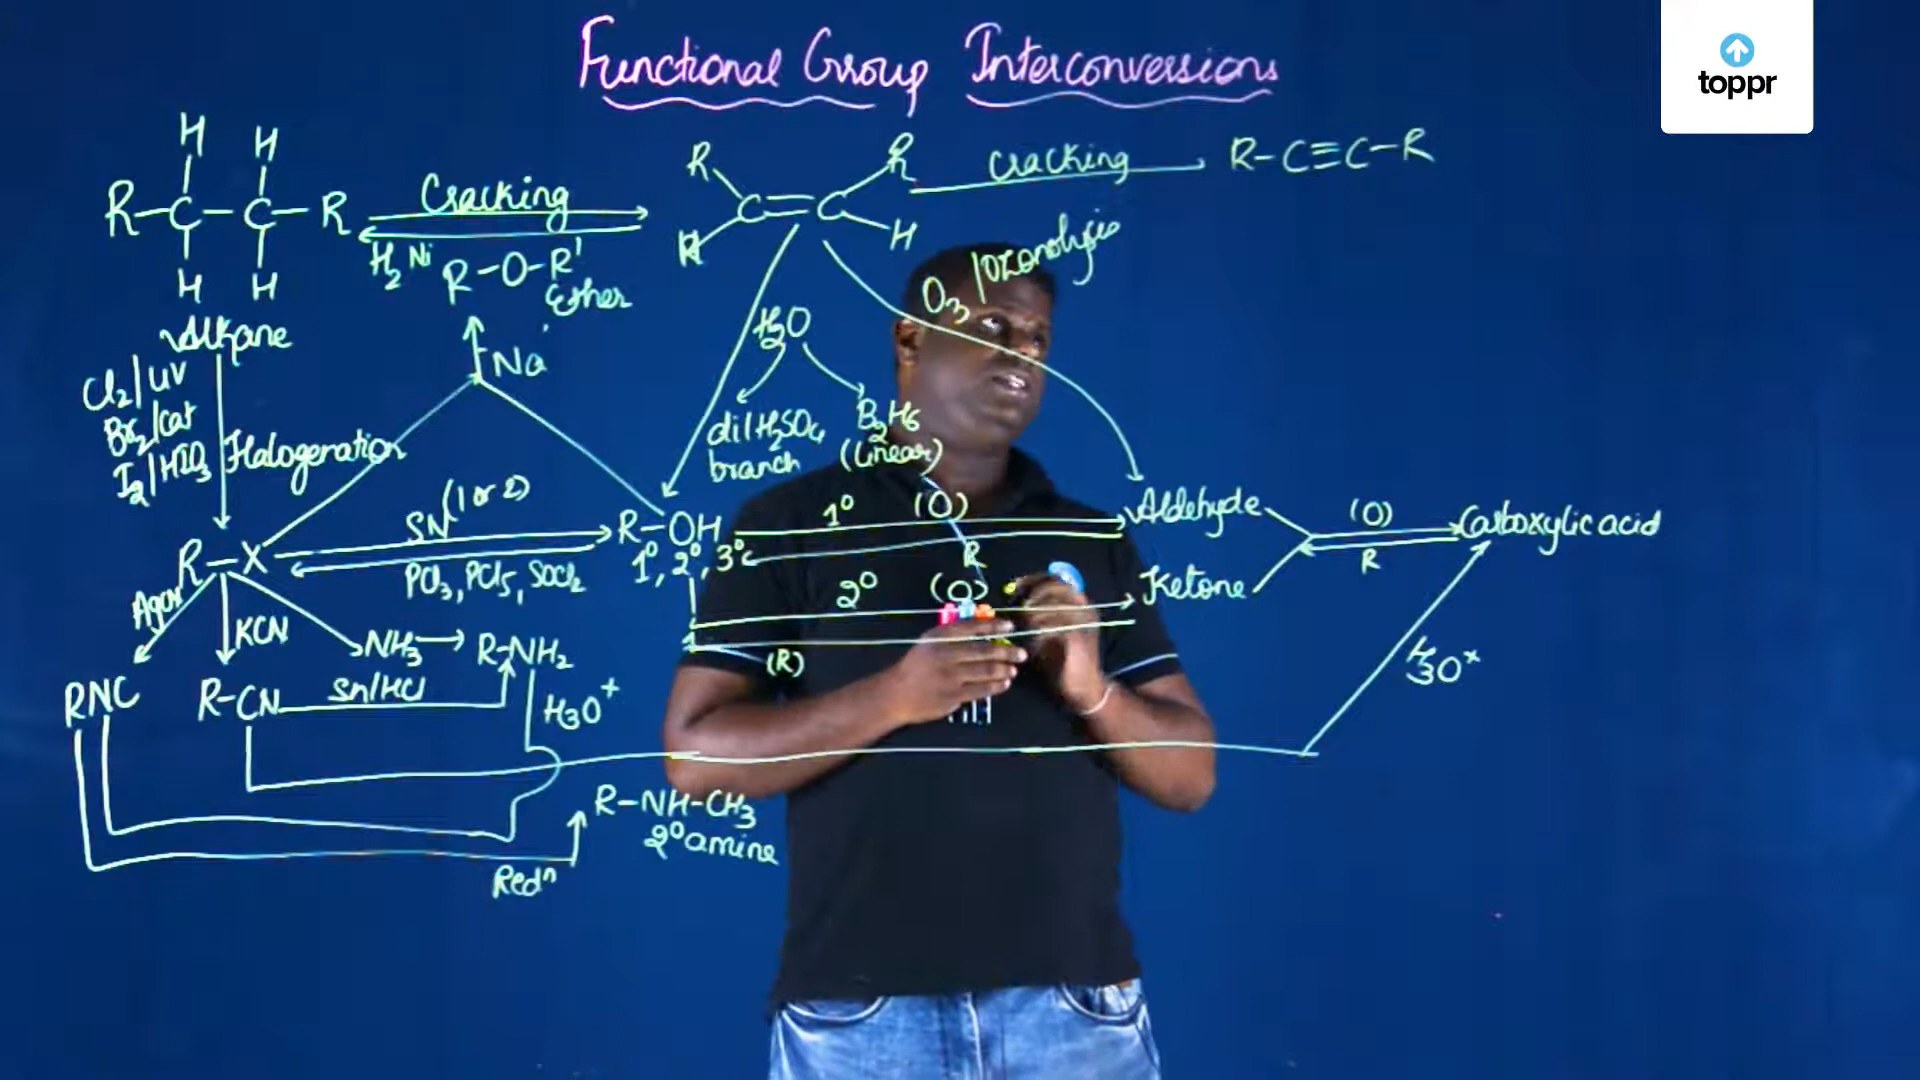 Functional Group Interconversions
toppr
H H
R-C-C-R
H H
Alkane
Cracking
H2 Ni
R R
C=C
H H
Cracking
R-C≡C-R
R-O-R'
Ether
Na
H2O
dil H2SO4
branch
B2H6
(Linear)
O3/Ozonolysis
Cl2/UV
Br2/Cat
I2/HIO3
Halogenation
R-X
SN(1 or 2)
PCl3, PCl5, SOCl2
R-OH
1°, 2°, 3°
1° (O)
R
2° (O)
(R)
Aldehyde
Ketone
(O)
R
Carboxylic acid
H3O+
KCN
NH3 → R-NH2
RNC
R-CN
Sn/HCl
H3O+
R-NH-CH3
2° amine
Redn